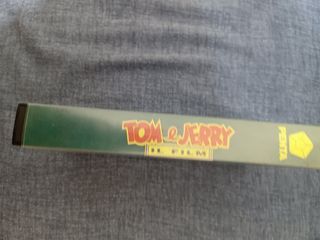 TOM e JERRY
IL FILM
PENTA